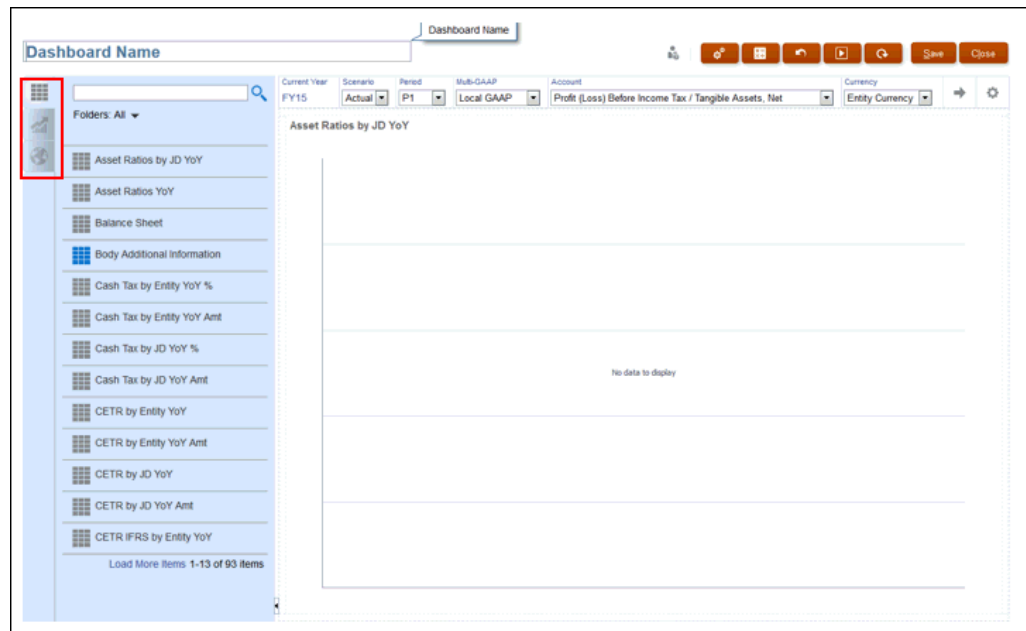 Dashboard Name
Dashboard Name
Save
Close
Current Year
Scenario
Period
Multi-GAAP
Account
Currency
FY15
Actual
P1
Local GAAP
Profit (Loss) Before Income Tax / Tangible Assets, Net
Entity Currency
Folders: All
Asset Ratios by JD YoY
Asset Ratios by JD YoY
Asset Ratios YoY
Balance Sheet
Body Additional Information
Cash Tax by Entity YoY %
Cash Tax by Entity YoY Amt
Cash Tax by JD YoY %
Cash Tax by JD YoY Amt
CETR by Entity YoY
CETR by Entity YoY Amt
CETR by JD YoY
CETR by JD YoY Amt
CETR IFRS by Entity YoY
Load More Items 1-13 of 93 items
No data to display